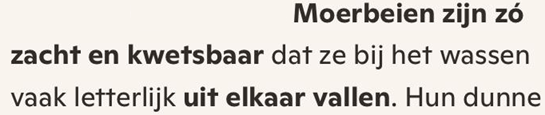 Moerbeien zijn zó
zacht en kwetsbaar dat ze bij het wassen
vaak letterlijk uit elkaar vallen. Hun dunne